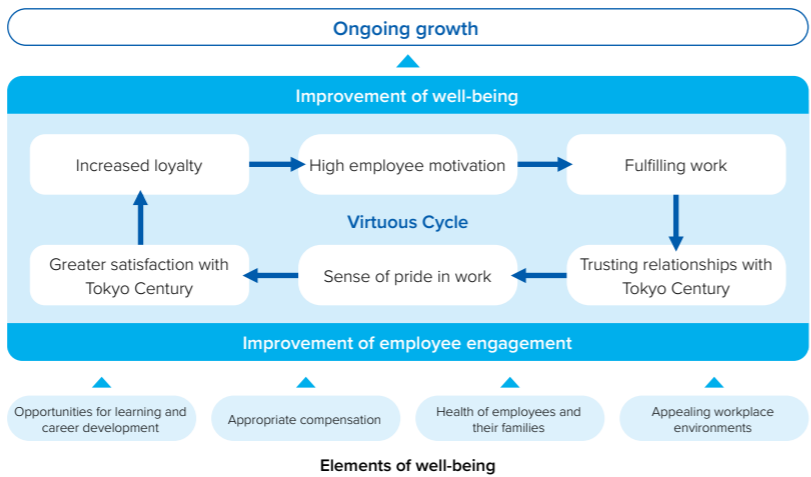 Ongoing growth
Improvement of well-being
Increased loyalty
High employee motivation
Fulfilling work
Virtuous Cycle
Greater satisfaction with
Tokyo Century
Sense of pride in work
Trusting relationships with
Tokyo Century
Improvement of employee engagement
Opportunities for learning and
career development
Appropriate compensation
Health of employees and
their families
Appealing workplace
environments
Elements of well-being